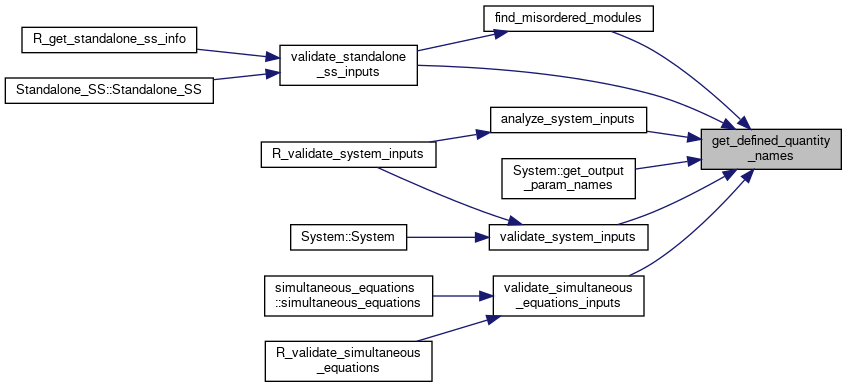 find_misordered_modules
R_get_standalone_ss_info
validate_standalone
_ss_inputs
Standalone_SS::Standalone_SS
analyze_system_inputs
get_defined_quantity
_names
R_validate_system_inputs
System::get_output
_param_names
System::System
validate_system_inputs
simultaneous_equations
::simultaneous_equations
validate_simultaneous
_equations_inputs
R_validate_simultaneous
_equations